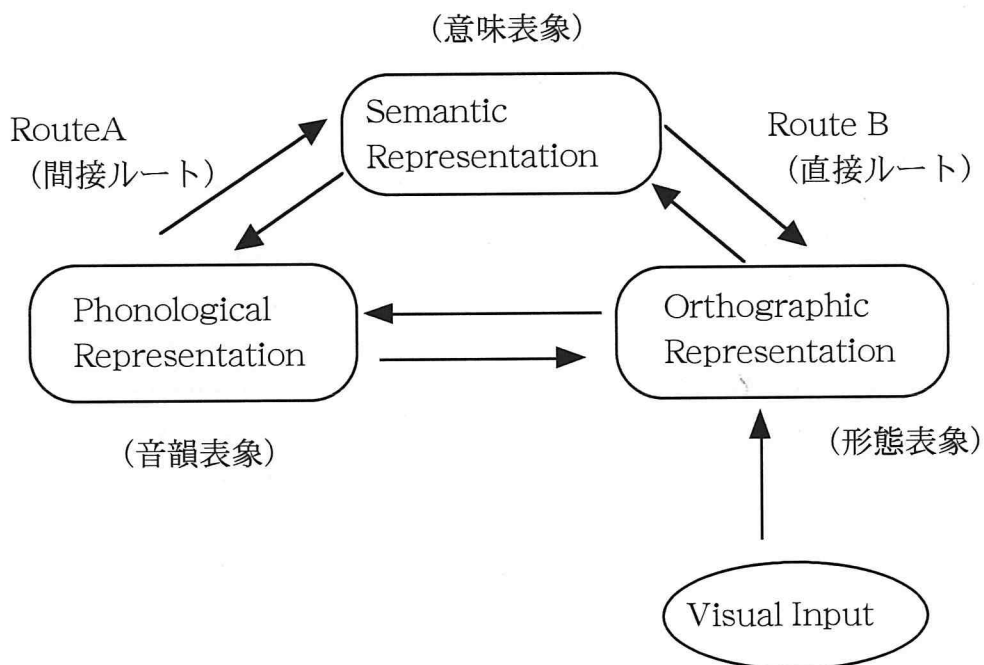 (意味表象)
Semantic
Representation
RouteA
(間接ルート)
Route B
(直接ルート)
Phonological
Representation
Orthographic
Representation
(音韻表象)
(形態表象)
Visual Input